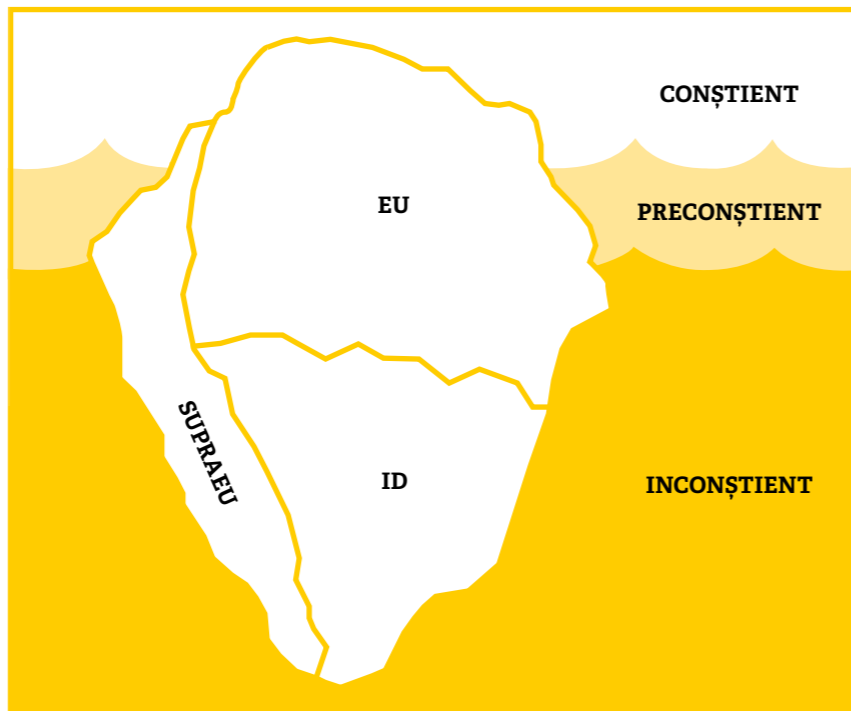 CONȘTIENT
EU
PRECONȘTIENT
SUPRAEU
ID
INCONȘTIENT